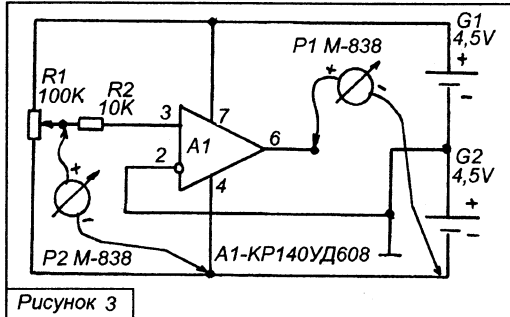 R1
100K
R2
10K
3
2
7
4
6
A1
P1 M-838
+
-
G1
4,5V
+
-
G2
4,5V
+
-
+
-
P2 M-838
A1-КР140УД608
Рисунок 3